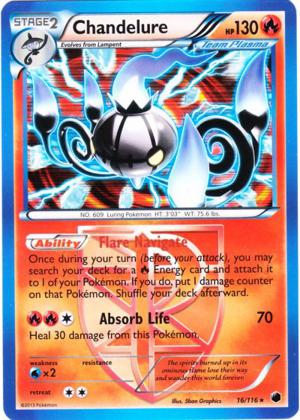 STAGE2 Chandelure HP130
Evolves from Lampent Team Plasma
NO. 609 Luring Pokémon HT: 3'03" WT: 75.6 lbs.
Ability Flare Navigate
Once during your turn (before your attack), you may
search your deck for a Energy card and attach it
to 1 of your Pokémon. If you do, put 1 damage counter
on that Pokémon. Shuffle your deck afterward.
Absorb Life 70
Heal 30 damage from this Pokémon.
weakness resistance
×2
retreat
The spirits burned up in its
ominous flame lose their way and
wander this world forever.
Illus. 5ban Graphics
16/116 ★
©2013 Pokémon